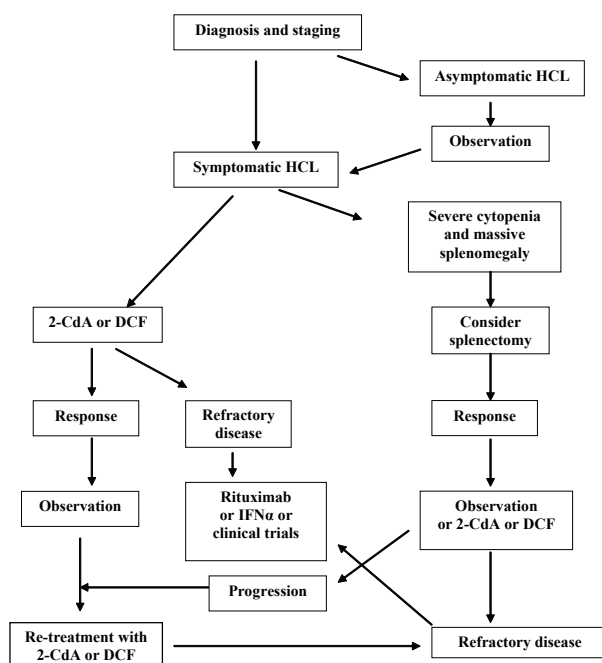 Diagnosis and staging
Asymptomatic HCL
Observation
Symptomatic HCL
Severe cytopenia
and massive
splenomegaly
2-CdA or DCF
Consider
splenectomy
Response
Refractory
disease
Response
Observation
Rituximab
or IFNα or
clinical trials
Observation
or 2-CdA or DCF
Progression
Re-treatment with
2-CdA or DCF
Refractory disease